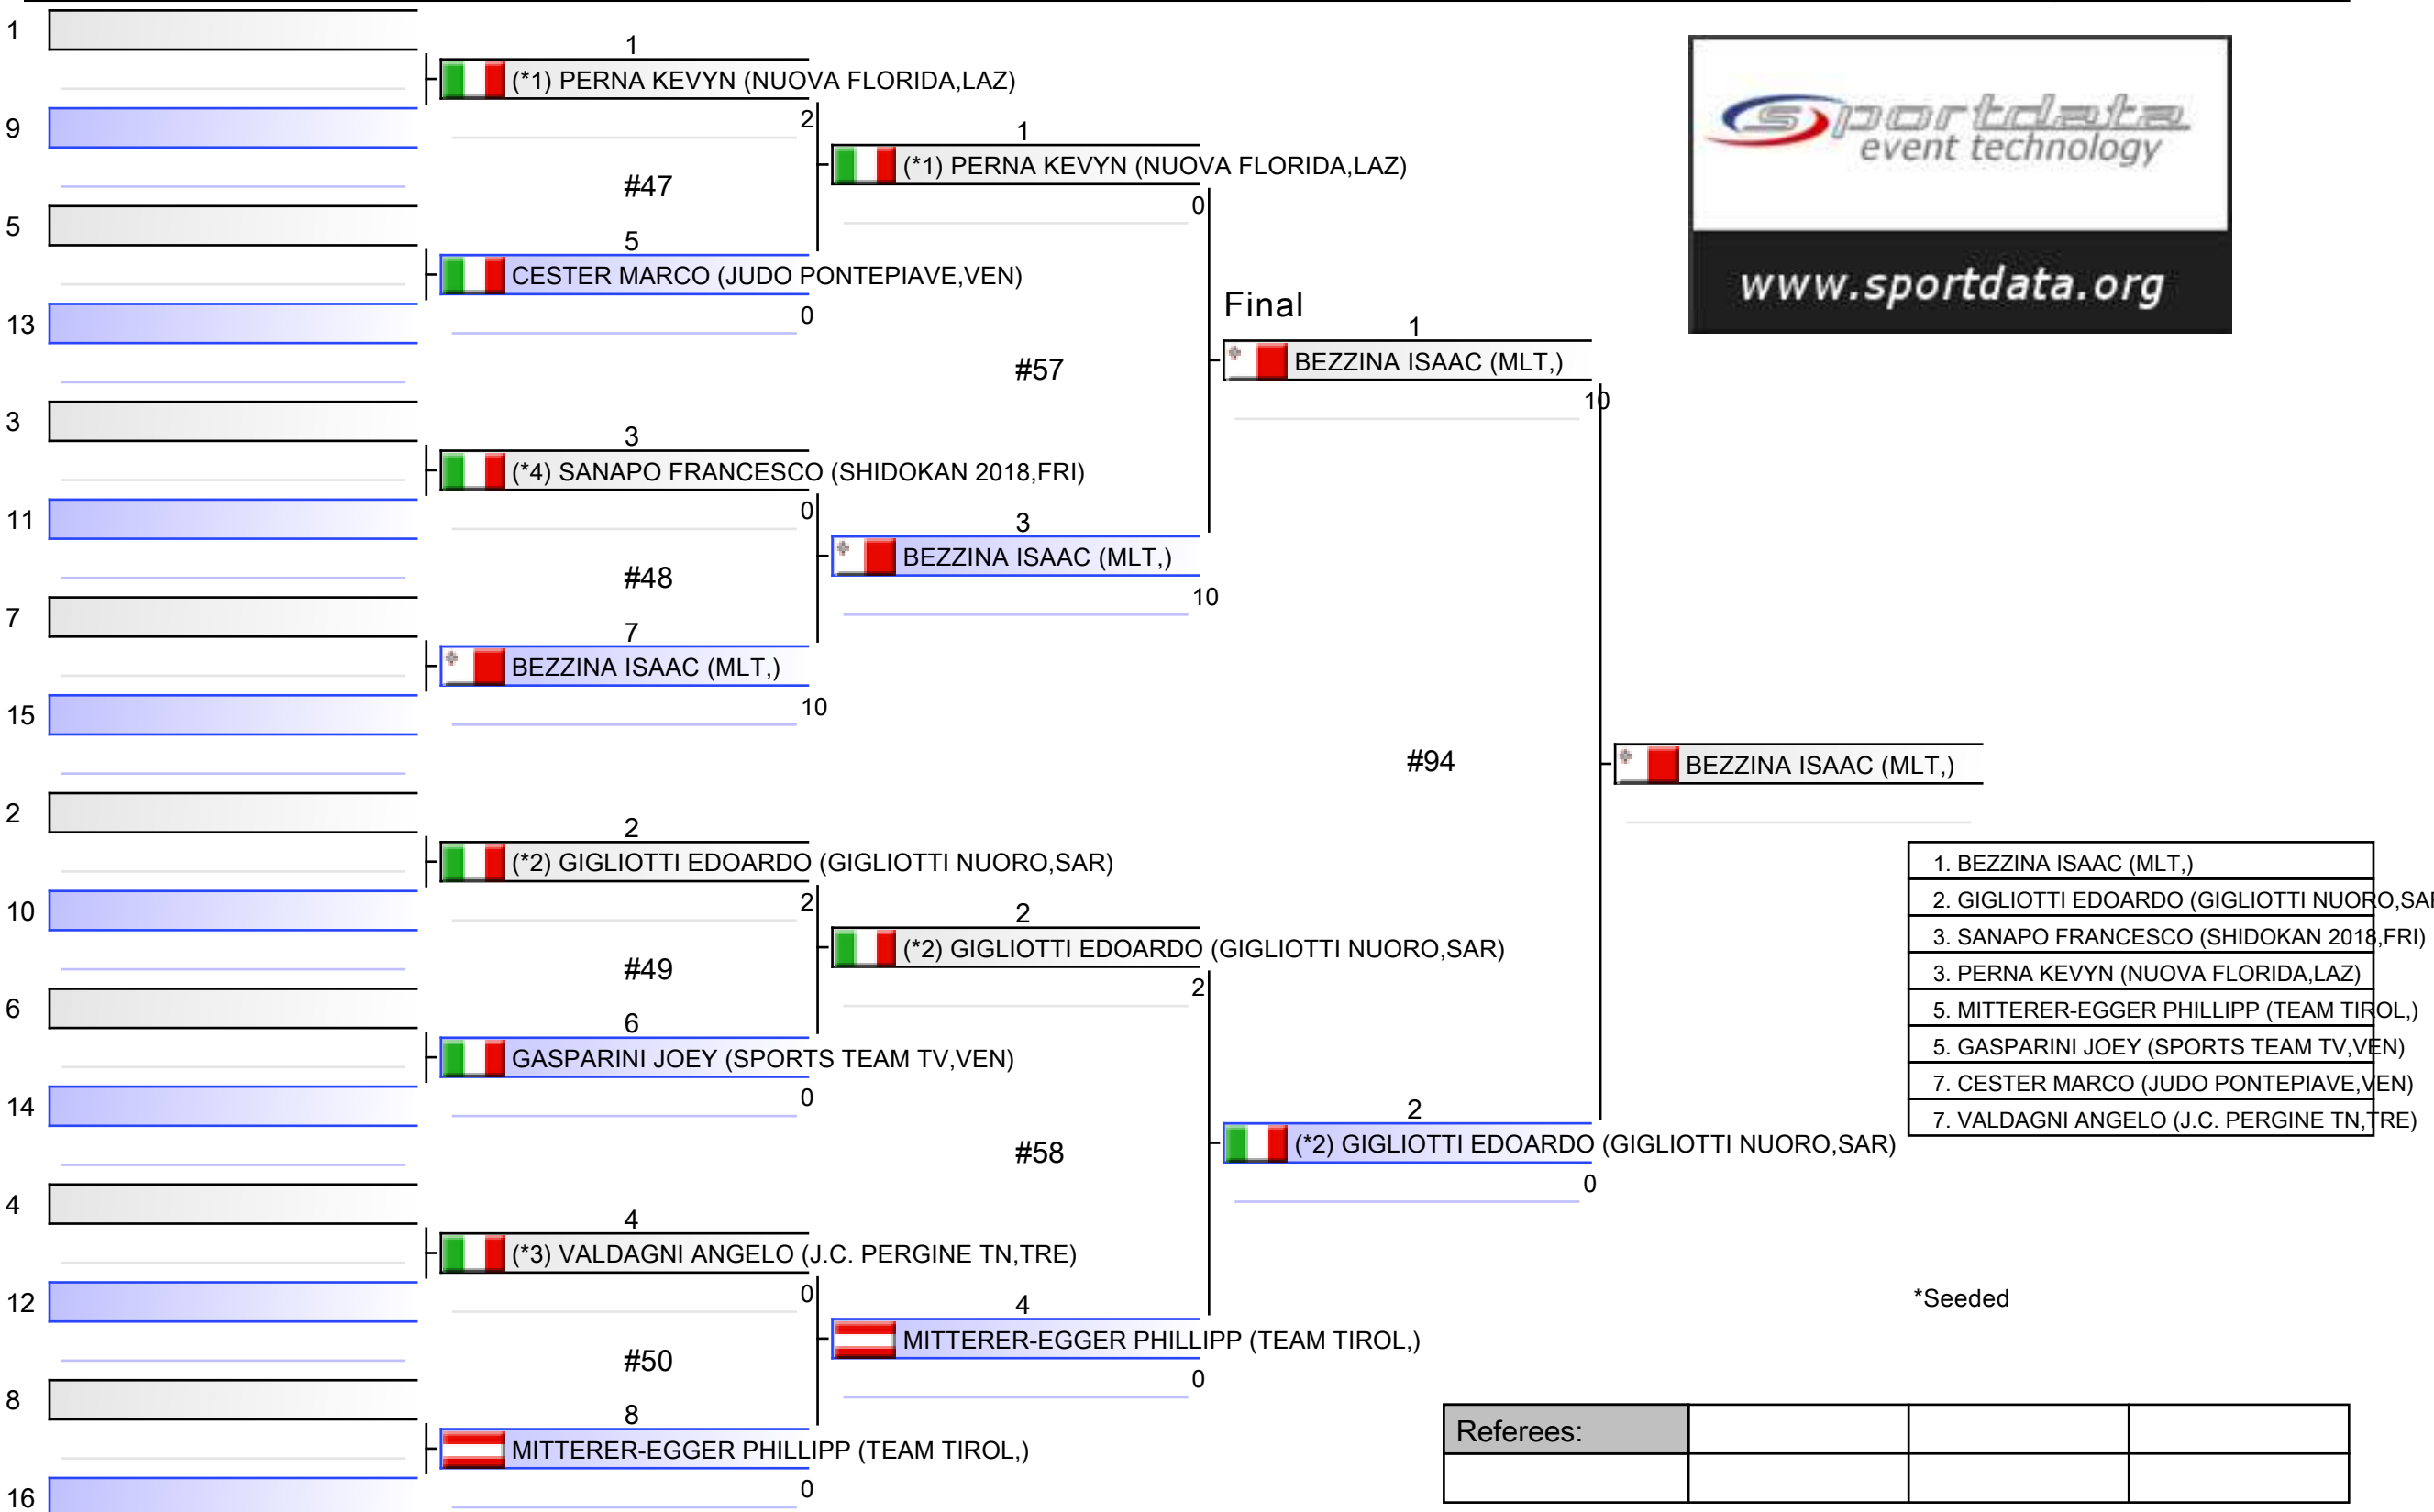 1
9
5
13
3
11
7
15
2
10
6
14
4
12
8
16
1
(*1) PERNA KEVYN (NUOVA FLORIDA,LAZ)
2
#47
5
CESTER MARCO (JUDO PONTEPIAVE,VEN)
0
3
(*4) SANAPO FRANCESCO (SHIDOKAN 2018,FRI)
0
#48
7
BEZZINA ISAAC (MLT,)
10
2
(*2) GIGLIOTTI EDOARDO (GIGLIOTTI NUORO,SAR)
2
#49
6
GASPARINI JOEY (SPORTS TEAM TV,VEN)
0
4
(*3) VALDAGNI ANGELO (J.C. PERGINE TN,TRE)
0
#50
8
MITTERER-EGGER PHILLIPP (TEAM TIROL,)
0
1
(*1) PERNA KEVYN (NUOVA FLORIDA,LAZ)
0
#57
3
BEZZINA ISAAC (MLT,)
10
2
(*2) GIGLIOTTI EDOARDO (GIGLIOTTI NUORO,SAR)
2
#58
4
MITTERER-EGGER PHILLIPP (TEAM TIROL,)
0
Final
1
BEZZINA ISAAC (MLT,)
10
#94
2
(*2) GIGLIOTTI EDOARDO (GIGLIOTTI NUORO,SAR)
0
BEZZINA ISAAC (MLT,)
sportdata
event technology
www.sportdata.org
1. BEZZINA ISAAC (MLT,)
2. GIGLIOTTI EDOARDO (GIGLIOTTI NUORO,SA
3. SANAPO FRANCESCO (SHIDOKAN 2018,FRI)
3. PERNA KEVYN (NUOVA FLORIDA,LAZ)
5. MITTERER-EGGER PHILLIPP (TEAM TIROL,)
5. GASPARINI JOEY (SPORTS TEAM TV,VEN)
7. CESTER MARCO (JUDO PONTEPIAVE,VEN)
7. VALDAGNI ANGELO (J.C. PERGINE TN,TRE)
*Seeded
Referees: